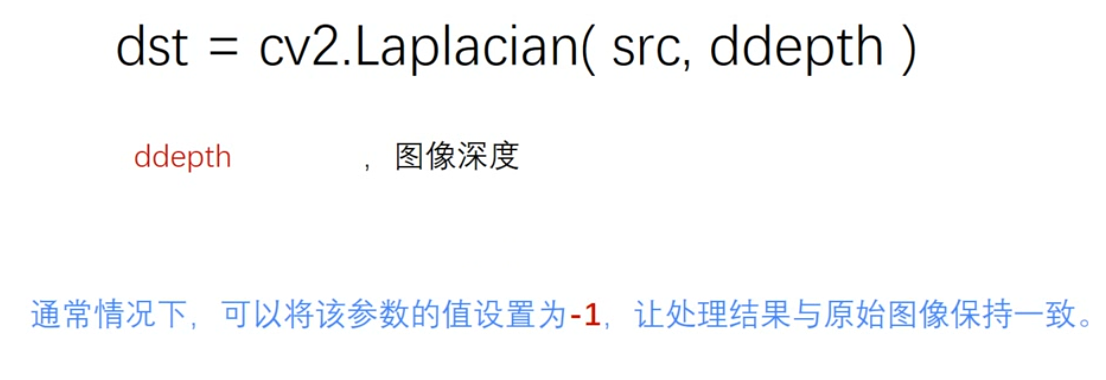 dst = cv2.Laplacian( src, ddepth )
ddepth ，图像深度
通常情况下，可以将该参数的值设置为-1，让处理结果与原始图像保持一致。